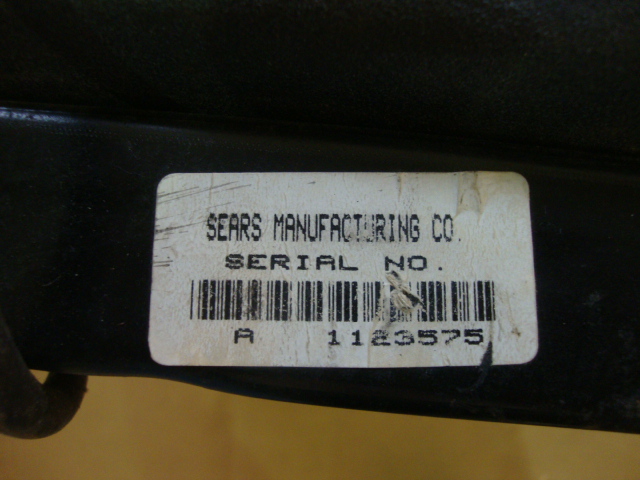 SEARS MANUFACTURING CO.
SERIAL NO.
A 1123575